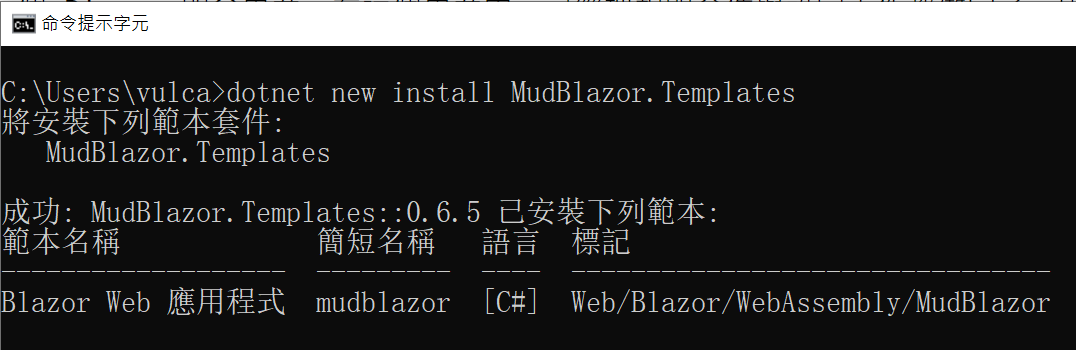 命令提示字元
C:\Users\vulca>dotnet new install MudBlazor.Templates
將安裝下列範本套件:
   MudBlazor.Templates
成功: MudBlazor.Templates::0.6.5 已安裝下列範本:
範本名稱             簡短名稱   語言  標記
-------------------  ---------  ----  --------------------------------
Blazor Web 應用程式  mudblazor  [C#]  Web/Blazor/WebAssembly/MudBlazor